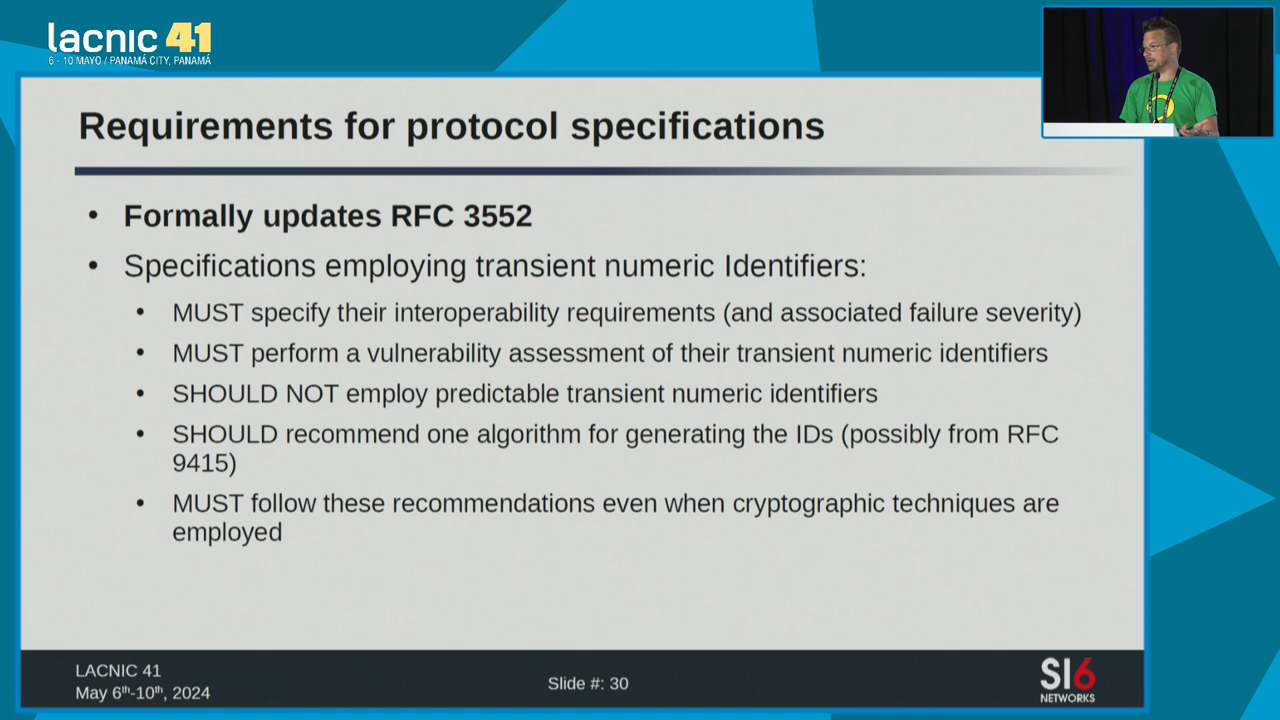 lacnic 41
6 - 10 MAYO / PANAMÁ CITY, PANAMÁ
Requirements for protocol specifications
• Formally updates RFC 3552
• Specifications employing transient numeric Identifiers:
• MUST specify their interoperability requirements (and associated failure severity)
• MUST perform a vulnerability assessment of their transient numeric identifiers
• SHOULD NOT employ predictable transient numeric identifiers
• SHOULD recommend one algorithm for generating the IDs (possibly from RFC
9415)
• MUST follow these recommendations even when cryptographic techniques are
employed
LACNIC 41
May 6th-10th, 2024
Slide #: 30
SI6
NETWORKS